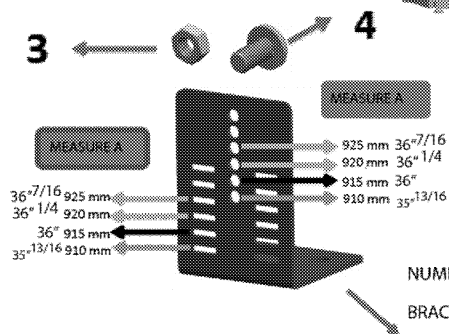 3
4
MEASURE A
MEASURE A
925 mm 36"7/16
920 mm 36" 1/4
915 mm 36"
910 mm 35"13/16
36"7/16 925 mm
36" 1/4 920 mm
36" 915 mm
35"13/16 910 mm
NUM
BRAC